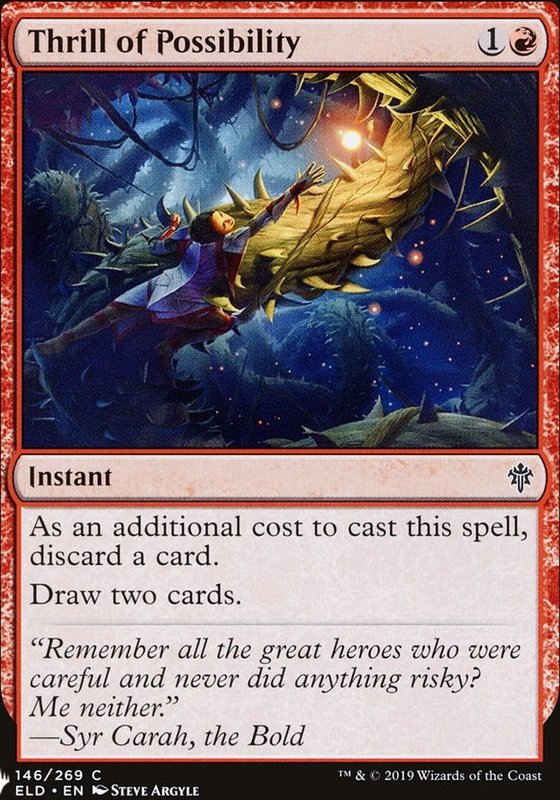 Thrill of Possibility 1
Instant
As an additional cost to cast this spell,
discard a card.
Draw two cards.
“Remember all the great heroes who were
careful and never did anything risky?
Me neither.”
—Syr Carah, the Bold
146/269 C
ELD • EN Steve Argyle
™ & © 2019 Wizards of the Coast